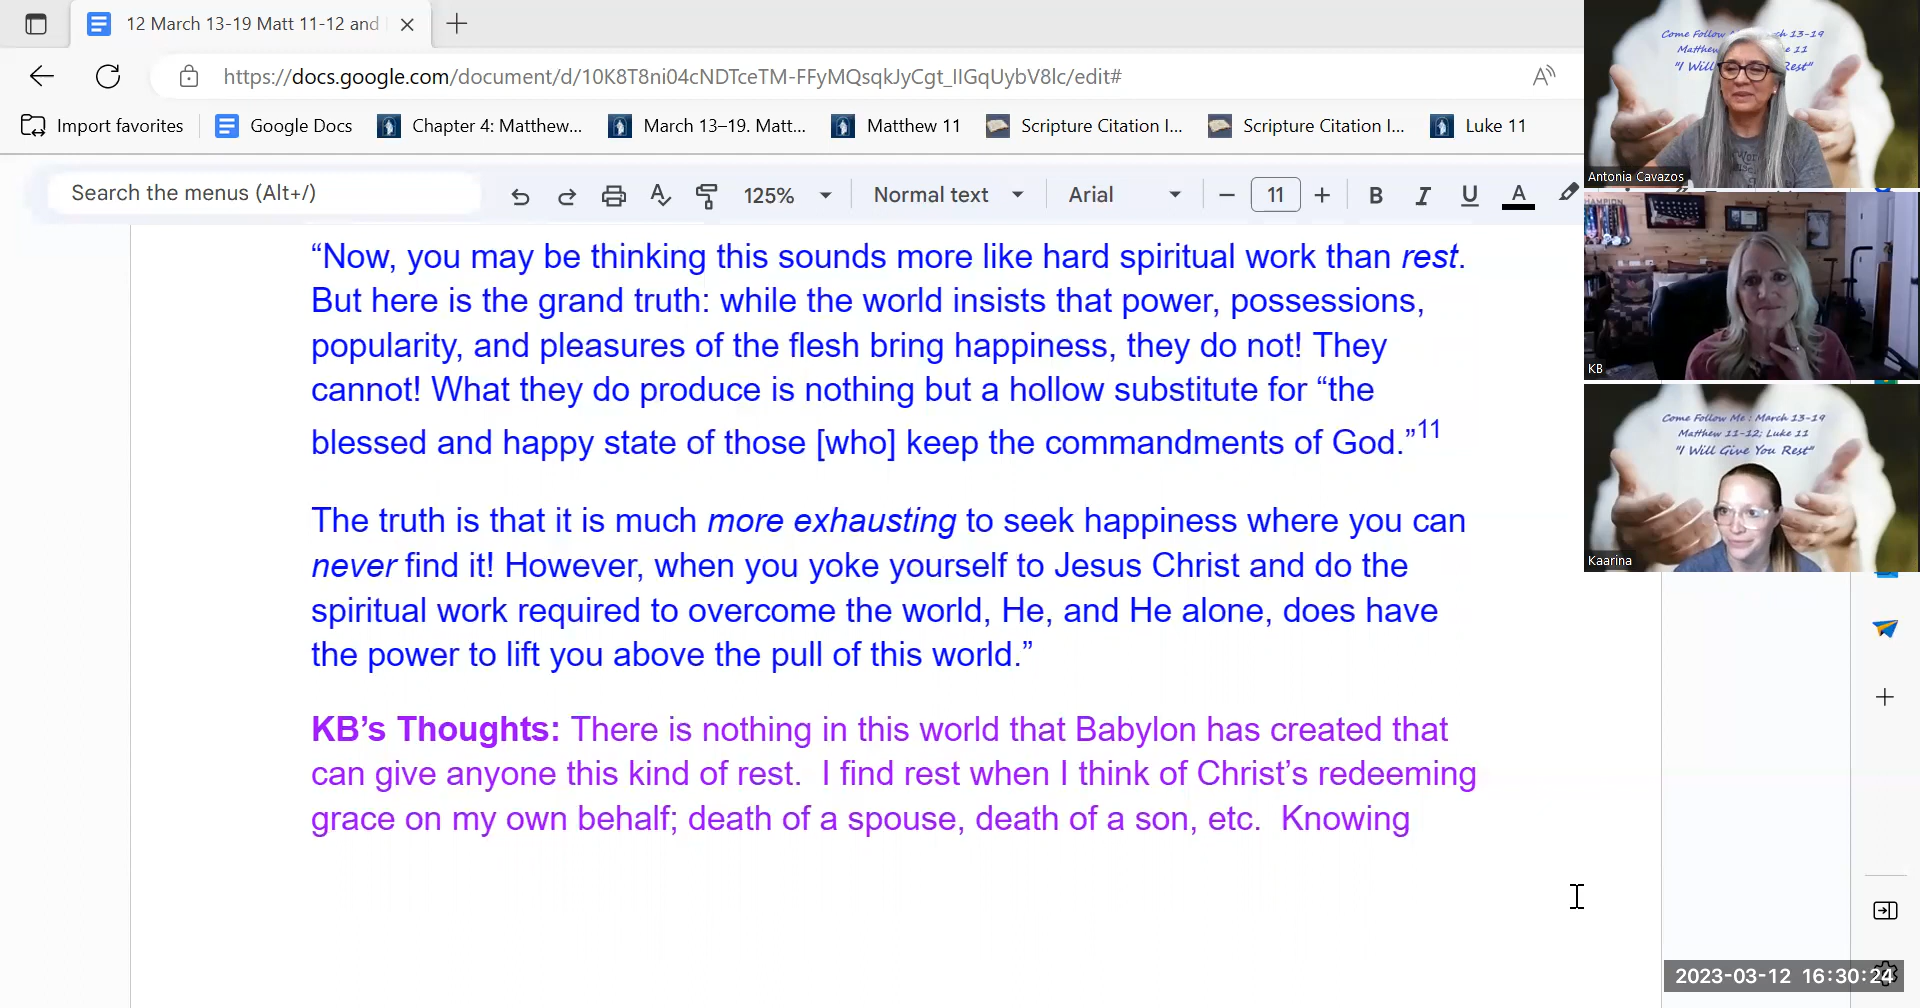 12 March 13-19 Matt 11-12 and
https://docs.google.com/document/d/10K8T8ni04cNDTceTM-FFyMQsqkJyCgt_IIGqUybV8lc/edit#
Import favorites
Google Docs
Chapter 4: Matthew...
March 13–19. Matt...
Matthew 11
Scripture Citation I...
Scripture Citation I...
Luke 11
Search the menus (Alt+/)
125%
Normal text
Arial
11
B I U A
“Now, you may be thinking this sounds more like hard spiritual work than rest.
But here is the grand truth: while the world insists that power, possessions,
popularity, and pleasures of the flesh bring happiness, they do not! They
cannot! What they do produce is nothing but a hollow substitute for “the
blessed and happy state of those [who] keep the commandments of God.”11
The truth is that it is much more exhausting to seek happiness where you can
never find it! However, when you yoke yourself to Jesus Christ and do the
spiritual work required to overcome the world, He, and He alone, does have
the power to lift you above the pull of this world.”
KB’s Thoughts: There is nothing in this world that Babylon has created that
can give anyone this kind of rest.  I find rest when I think of Christ’s redeeming
grace on my own behalf; death of a spouse, death of a son, etc.  Knowing
Come Follow ch 13-19
Matthew 11
"I Will Rest"
Antonia Cavazos
KB
Come Follow Me : March 13-19
Matthew 11-12; Luke 11
"I Will Give You Rest"
Kaarina
2023-03-12 16:30:24